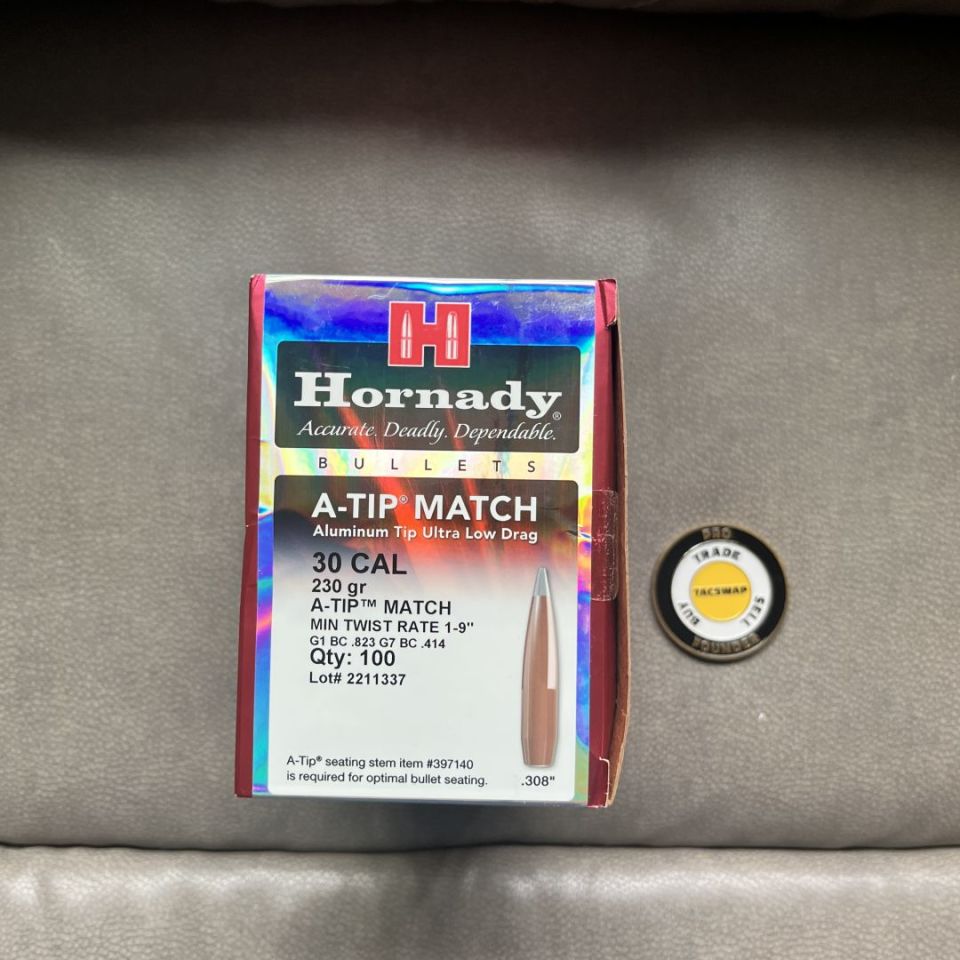 H
Hornady®
Accurate. Deadly. Dependable.
BULLETS
A-TIP® MATCH
Aluminum Tip Ultra Low Drag
30 CAL
230 gr
A-TIP™ MATCH
MIN TWIST RATE 1-9"
G1 BC .823 G7 BC .414
Qty: 100
Lot# 2211337
A-Tip® seating stem item #397140
is required for optimal bullet seating.
.308"
PRO
TRADE
TACSWAP
BUY
SELL
FOUNDERS